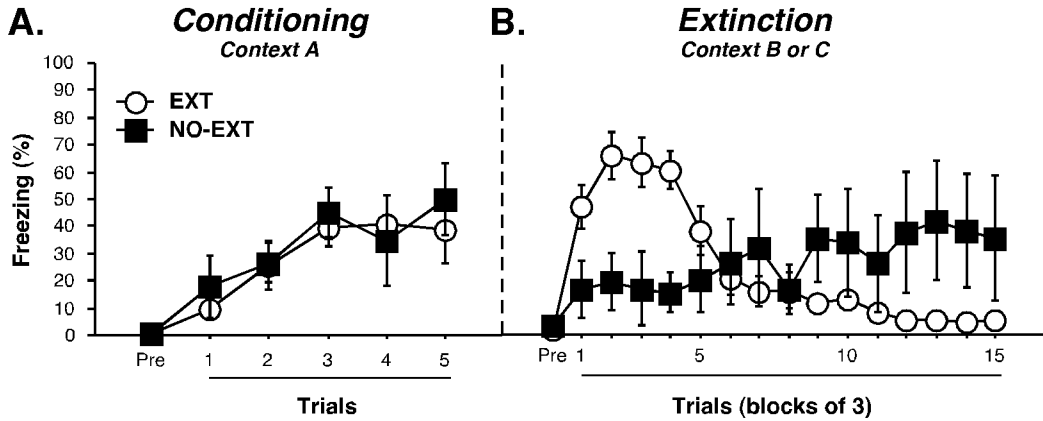 A.
Conditioning
Context A
B.
Extinction
Context B or C
Freezing (%)
100
90
80
70
60
50
40
30
20
10
0
EXT
NO-EXT
Pre 1 2 3 4 5
Trials
Pre 1 5 10 15
Trials (blocks of 3)